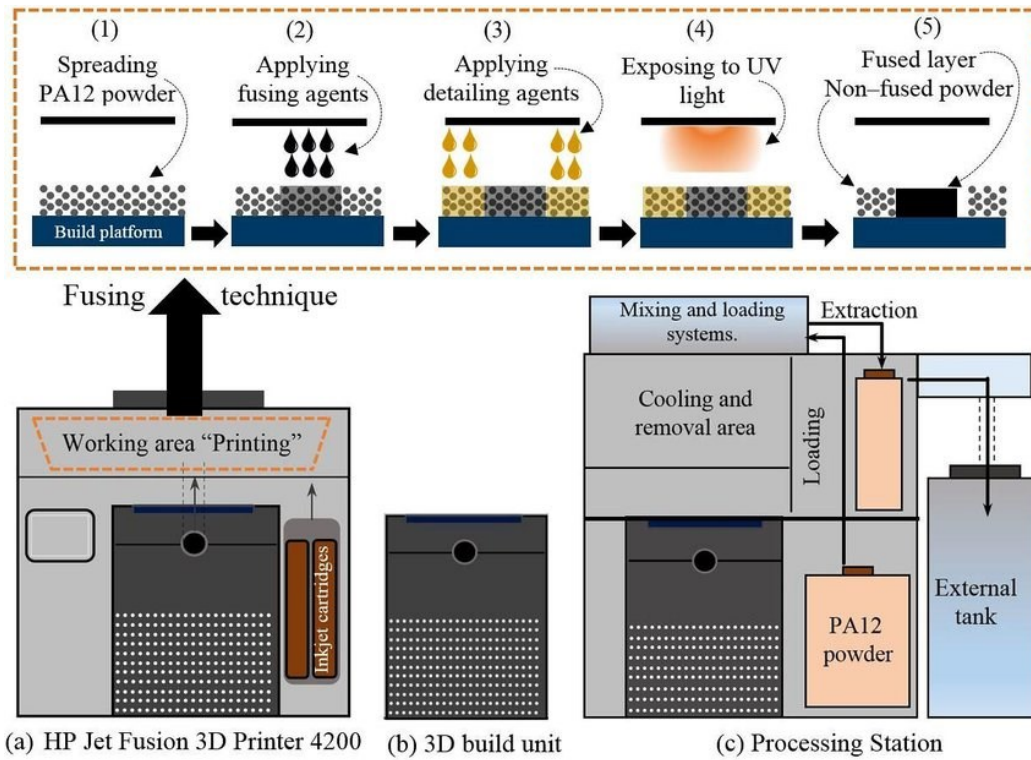 (1)
Spreading
PA12 powder
(2)
Applying
fusing agents
(3)
Applying
detailing agents
(4)
Exposing to UV
light
(5)
Fused layer
Non–fused powder
Build platform
Fusing technique
Working area “Printing”
Inkjet cartridges
Mixing and loading
systems.
Extraction
Cooling and
removal area
Loading
PA12
powder
External
tank
(a) HP Jet Fusion 3D Printer 4200
(b) 3D build unit
(c) Processing Station